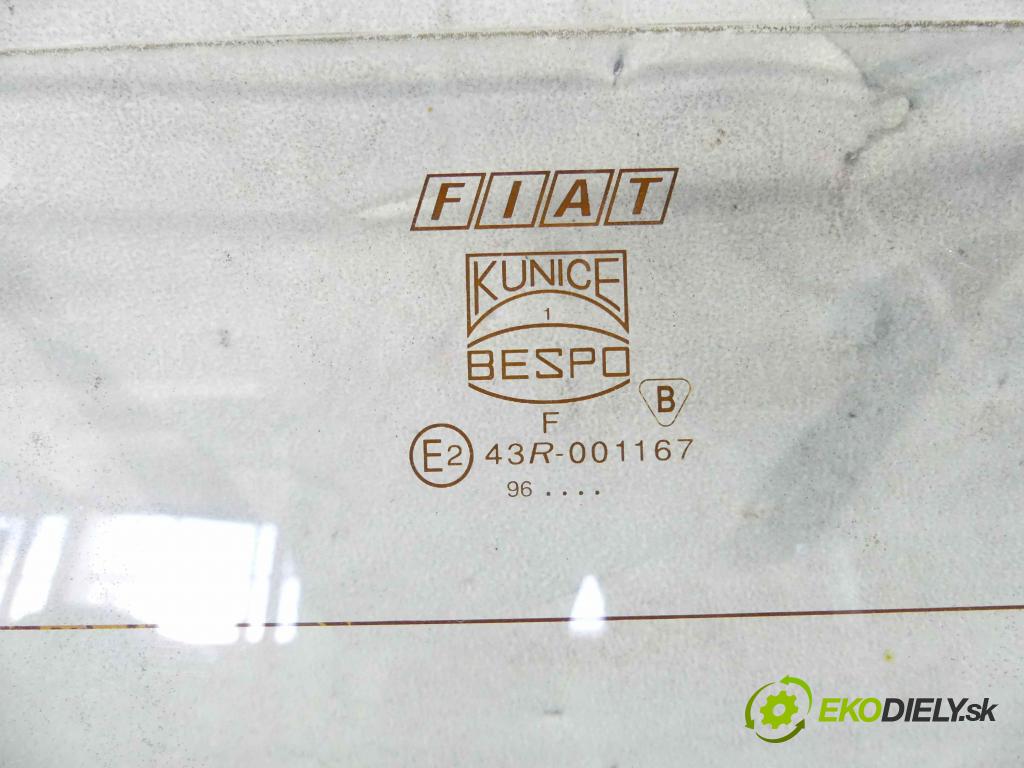 FIAT
KUNICE
1
BESPO
B
F
E2 43R-001167
96 ....
EKODIELY.sk